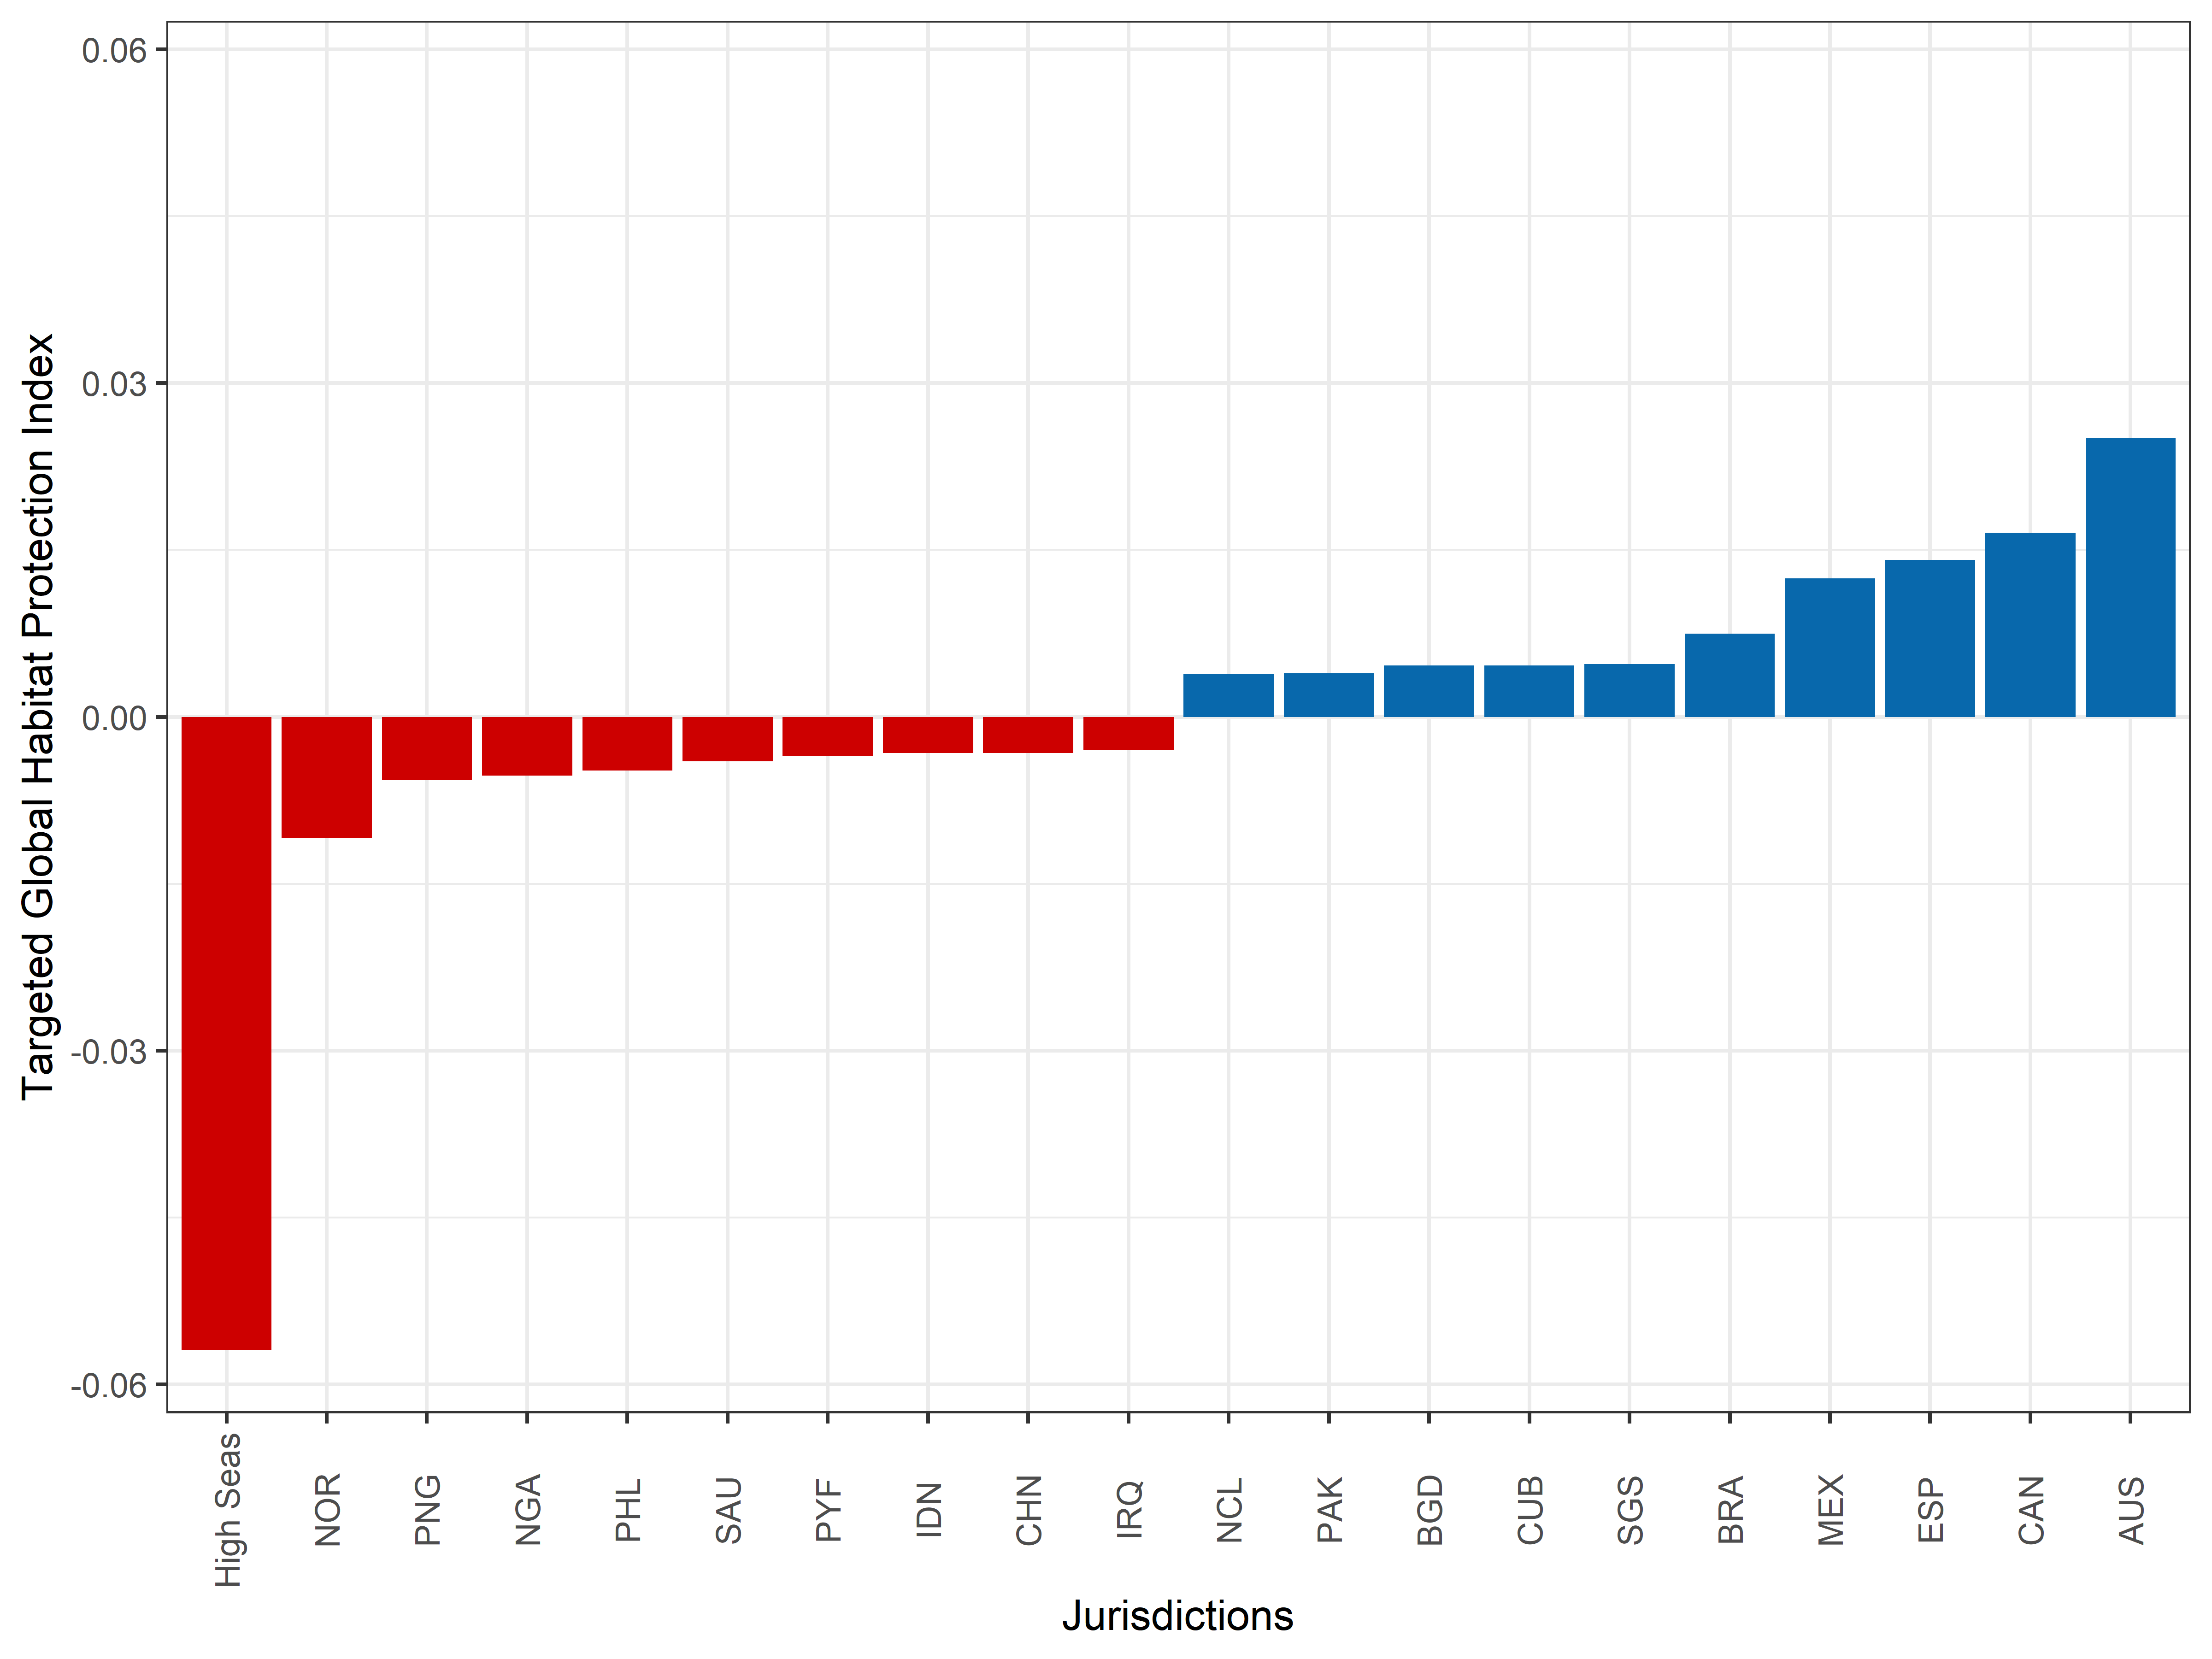 Targeted Global Habitat Protection Index
0.06
0.03
0.00
-0.03
-0.06
High Seas
NOR
PNG
NGA
PHL
SAU
PYF
IDN
CHN
IRQ
NCL
PAK
BGD
CUB
SGS
BRA
MEX
ESP
CAN
AUS
Jurisdictions